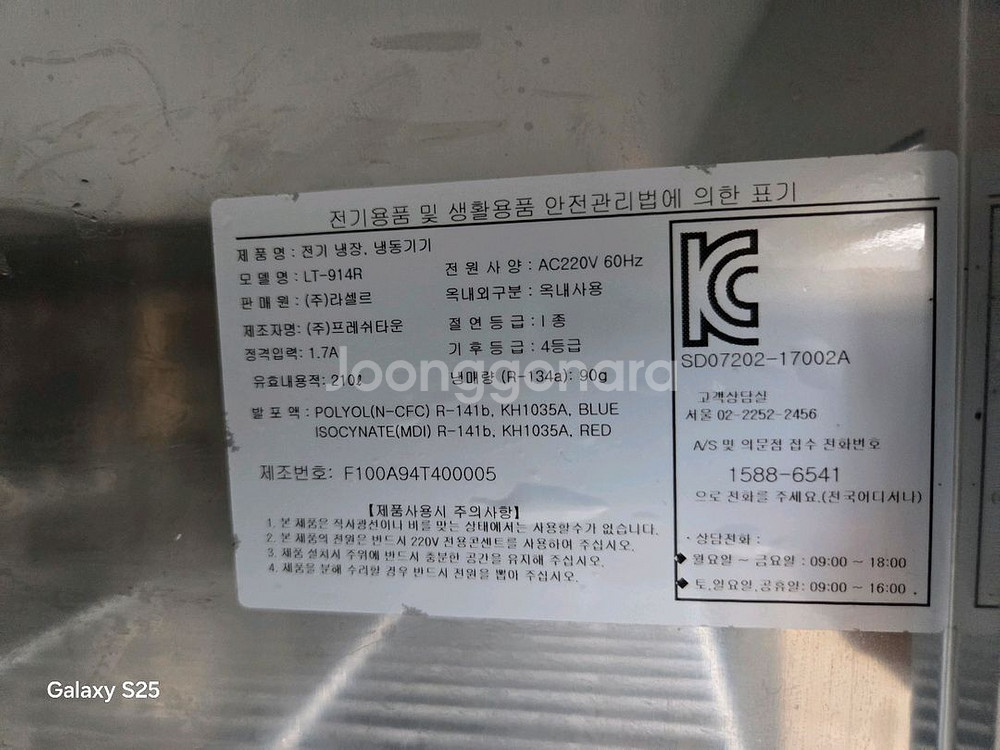 전기용품 및 생활용품 안전관리법에 의한 표기
제 품 명 : 전기 냉장, 냉동기기
모 델 명 : LT-914R
전 원 사 양 : AC220V 60Hz
판 매 원 : (주)라셀르
옥내외구분 : 옥내사용
제조자명: (주)프레쉬타운
절 연 등 급 : I 종
정격입력: 1.7A
기 후 등 급 : 4등급
유효내용적: 210ℓ
냉매량 (R-134a): 90g
발 포 액 : POLYOL(N-CFC) R-141b, KH1035A, BLUE
ISOCYNATE(MDI) R-141b, KH1035A, RED
제조번호: F100A94T400005
【제품사용시 주의사항】
1. 본 제품은 직사광선이나 비를 맞는 상태에서는 사용할수가 없습니다.
2. 본 제품의 전원은 반드시 220V 전용콘센트를 사용하여 주십시오.
3. 제품 설치시 주위에 반드시 충분한 공간을 유지해 주십시오.
4. 제품을 분해 수리할 경우 반드시 전원을 뽑아 주십시오.
SD07202-17002A
고객상담실
서울 02-2252-2456
A/S 및 의문점 접수 전화번호
1588-6541
으로 전화를 주세요.(전국어디서나)
· 상담전화 :
◆ 월요일 ~ 금요일 : 09:00 ~ 18:00
◆ 토,일요일,공휴일: 09:00 ~ 16:00 .
Joonggonara
Galaxy S25